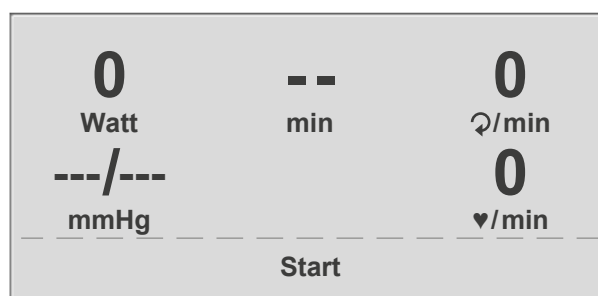 0 -- 0
Watt min ⟳/min
---/--- 0
mmHg ♥/min
Start